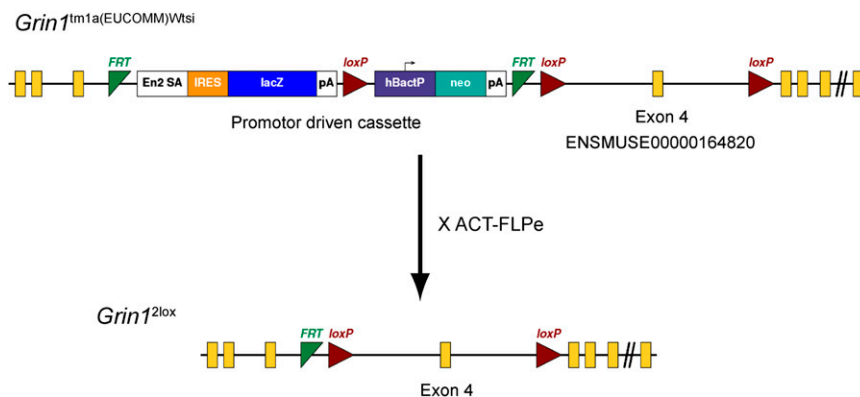 Grin1tm1a(EUCOMM)Wtsi
FRT loxP FRT loxP loxP
En2 SA IRES lacZ pA hBactP neo pA
Promotor driven cassette
Exon 4
ENSMUSE00000164820
X ACT-FLPe
Grin12lox
FRT loxP loxP
Exon 4